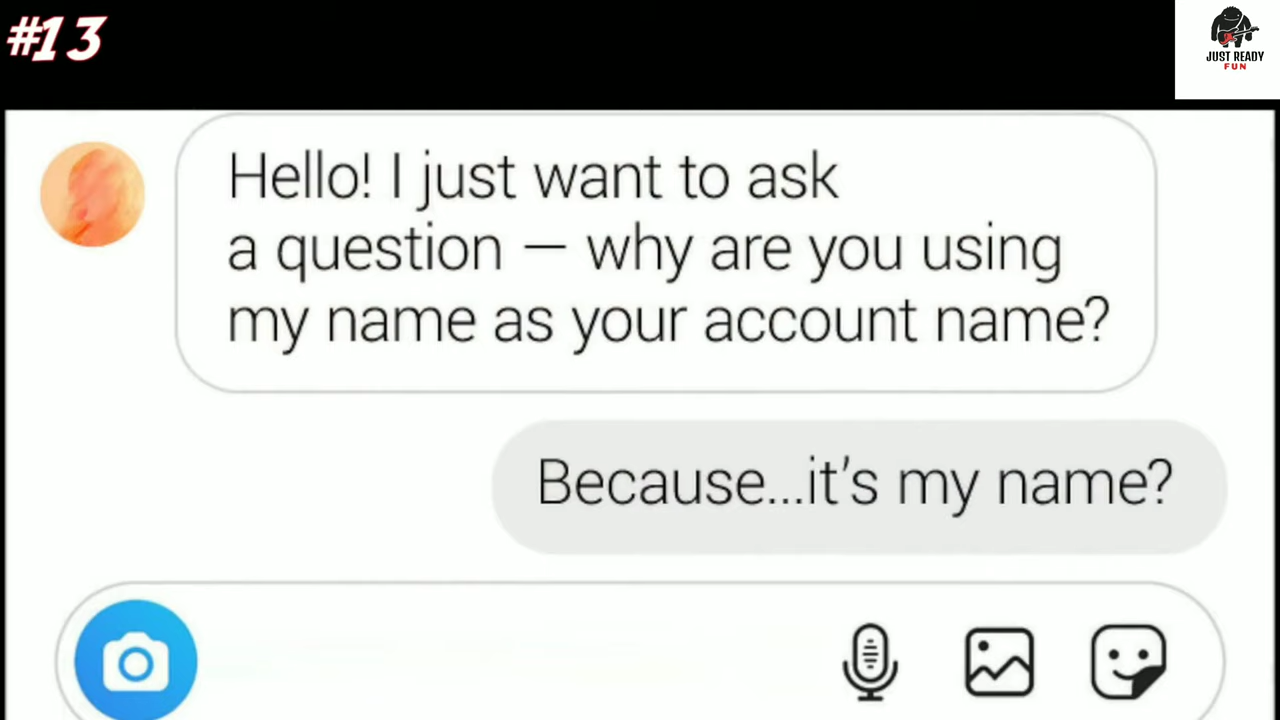 #13
JUST READY
FUN
Hello! I just want to ask
a question — why are you using
my name as your account name?
Because...it’s my name?